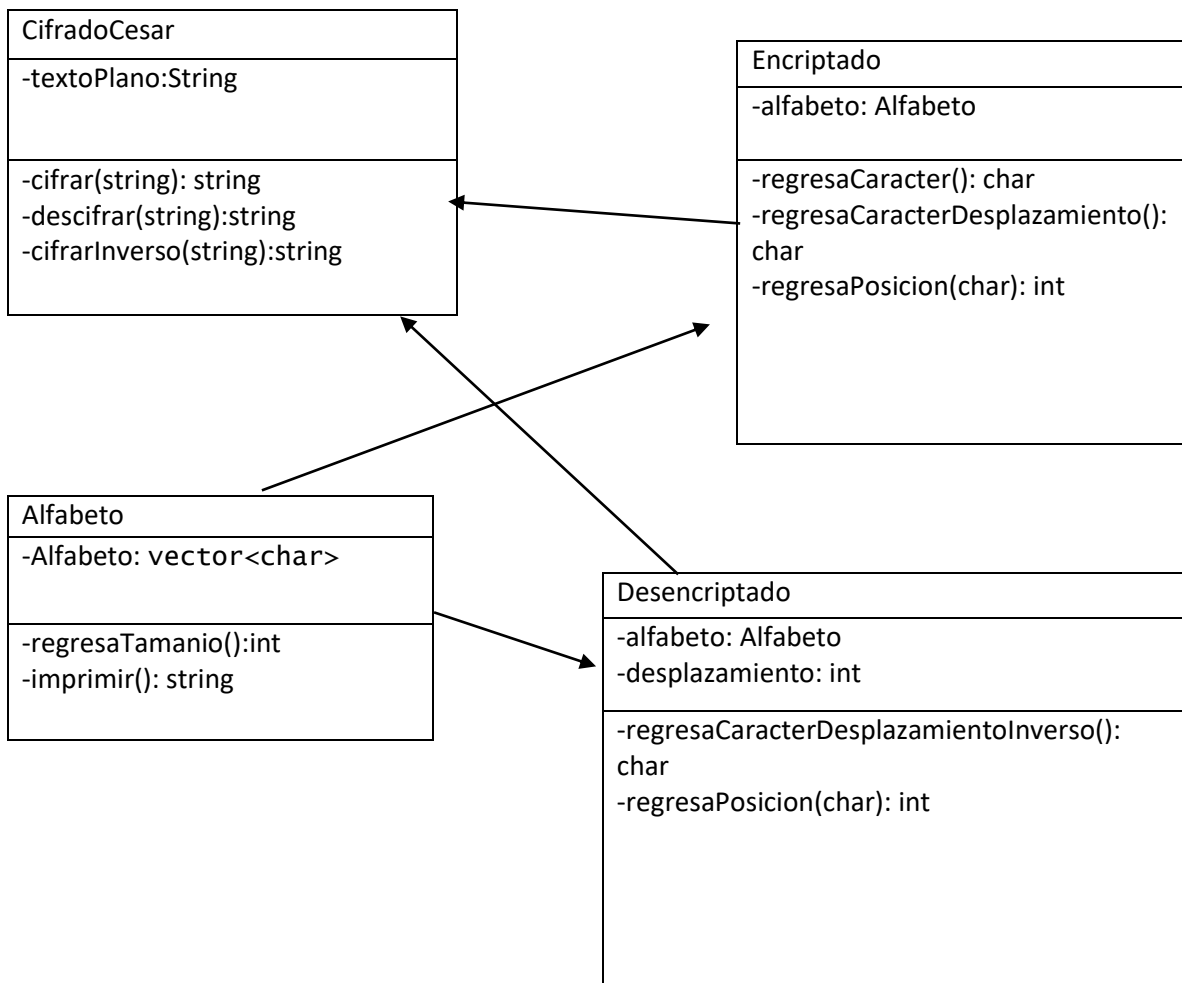 CifradoCesar
-textoPlano:String
-cifrar(string): string
-descifrar(string):string
-cifrarInverso(string):string
Encriptado
-alfabeto: Alfabeto
-regresaCaracter(): char
-regresaCaracterDesplazamiento():
char
-regresaPosicion(char): int
Alfabeto
-Alfabeto: vector<char>
-regresaTamanio():int
-imprimir(): string
Desencriptado
-alfabeto: Alfabeto
-desplazamiento: int
-regresaCaracterDesplazamientoInverso():
char
-regresaPosicion(char): int